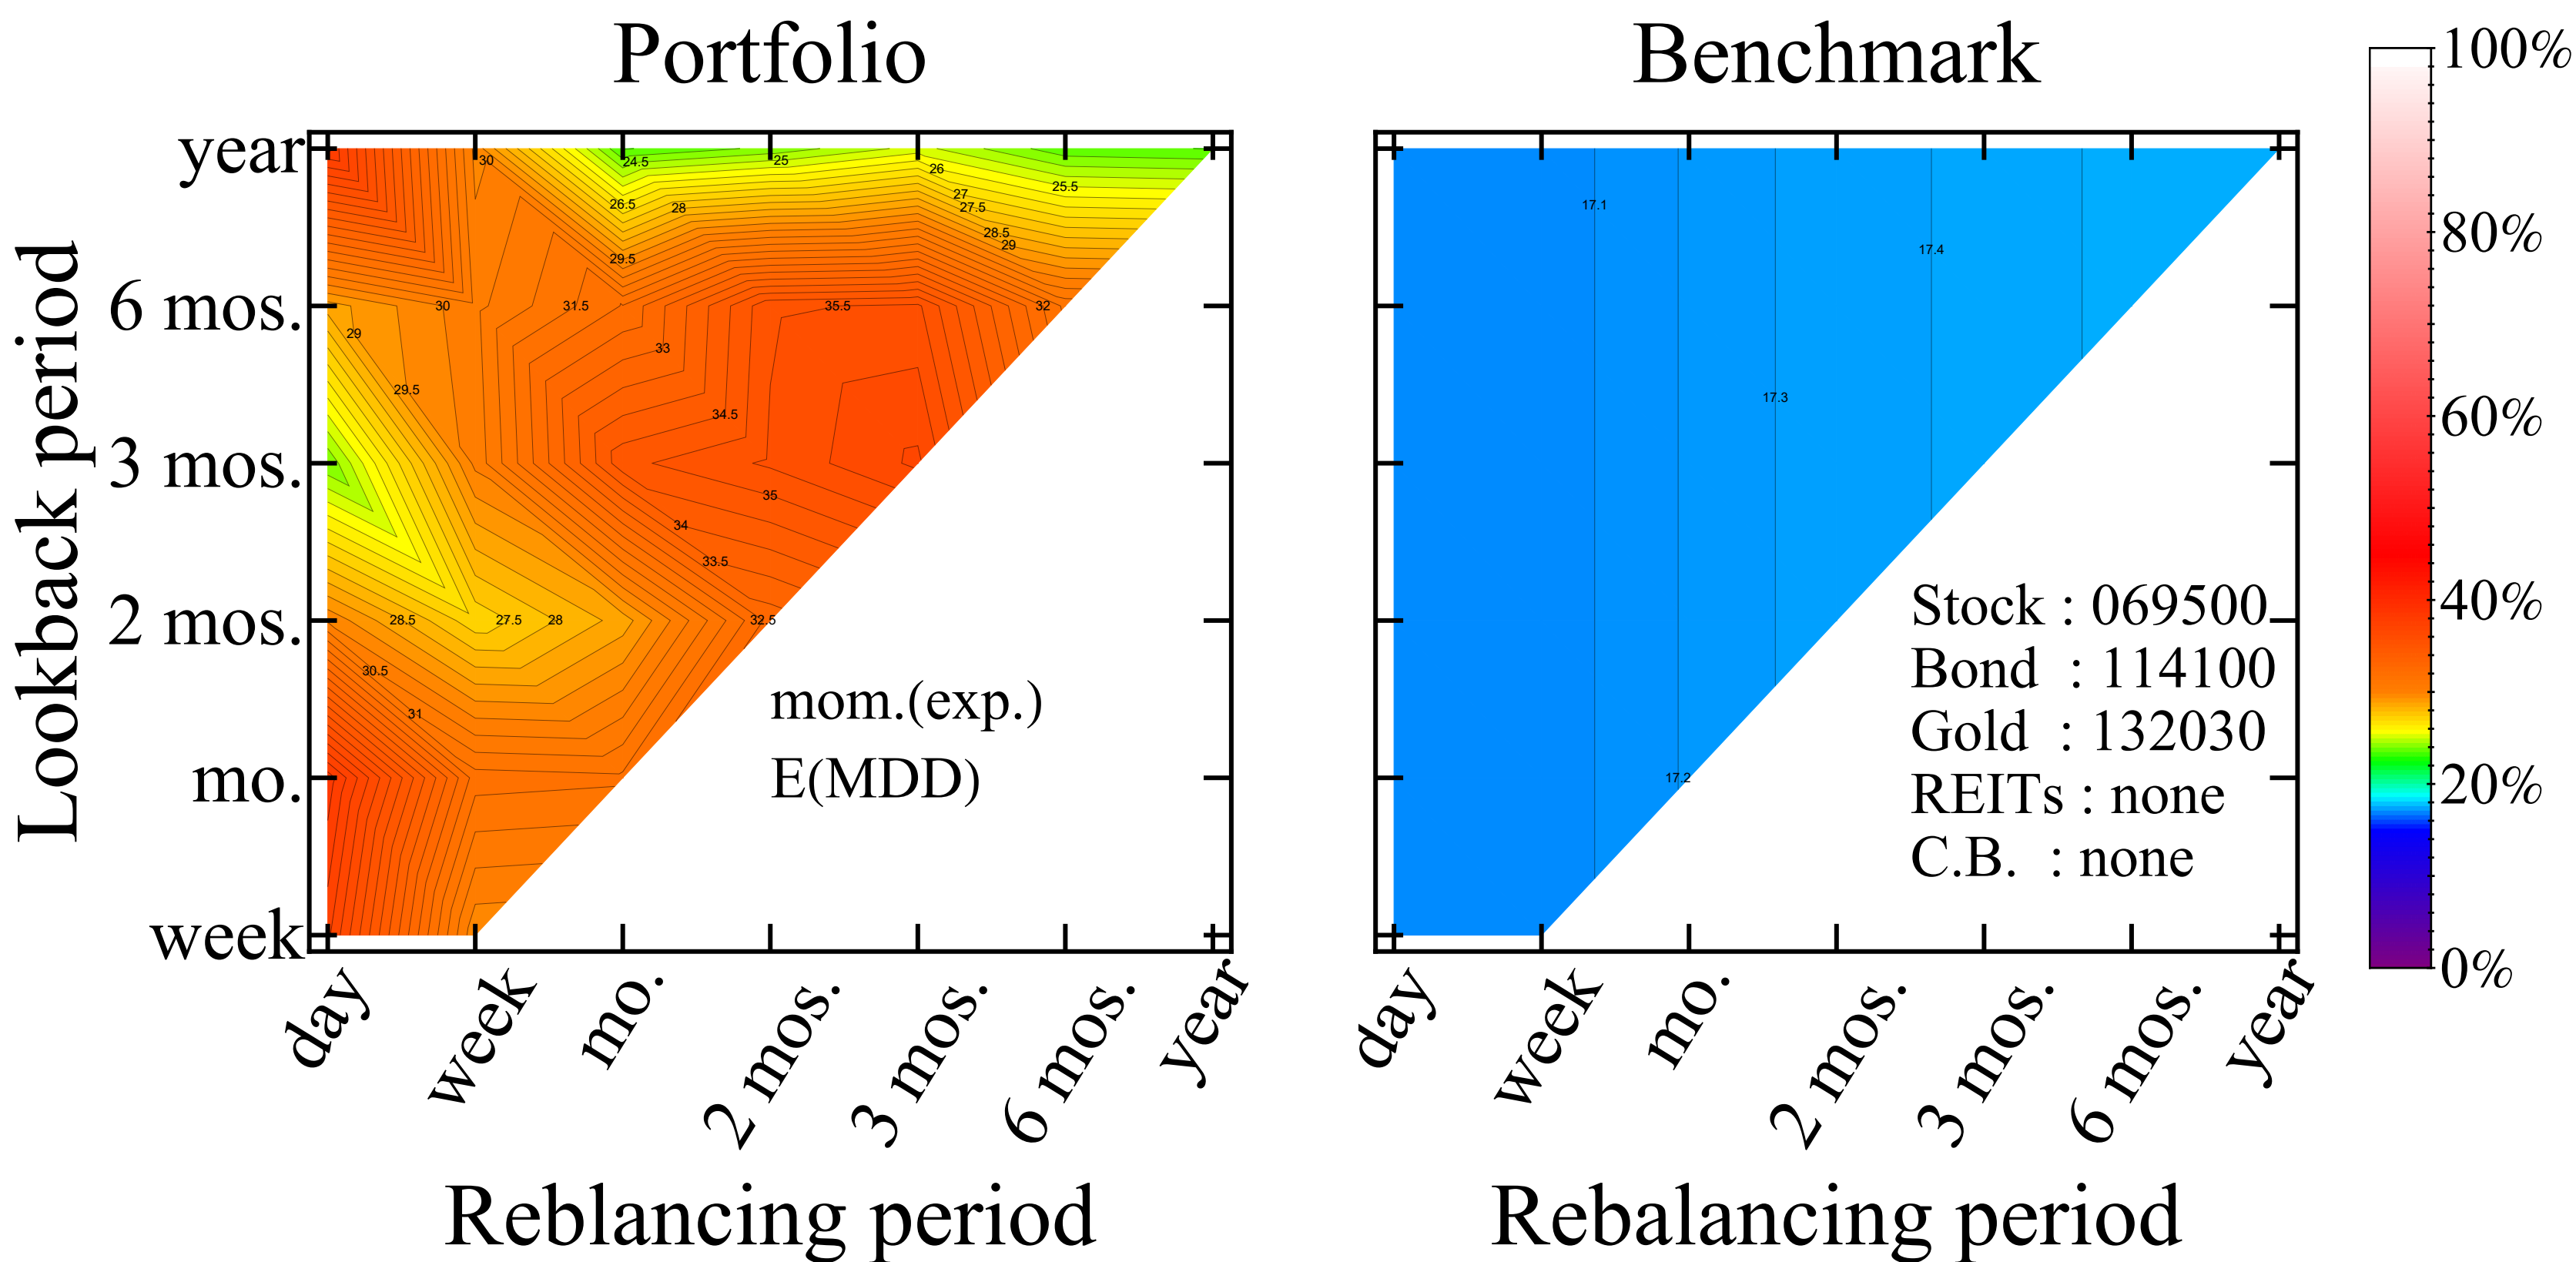 Portfolio
Benchmark
100%
80%
60%
40%
20%
0%
Lookback period
year
6 mos.
3 mos.
2 mos.
mo.
week
30
24.5
25
26
25.5
27
27.5
26.5
28
28.5
29
29.5
30
31.5
35.5
32
29
33
29.5
34.5
35
34
33.5
28.5
27.5
28
32.5
30.5
31
mom.(exp.)
E(MDD)
17.1
17.4
17.3
17.2
Stock : 069500
Bond : 114100
Gold : 132030
REITs : none
C.B. : none
day
week
mo.
2 mos.
3 mos.
6 mos.
year
day
week
mo.
2 mos.
3 mos.
6 mos.
year
Reblancing period
Rebalancing period